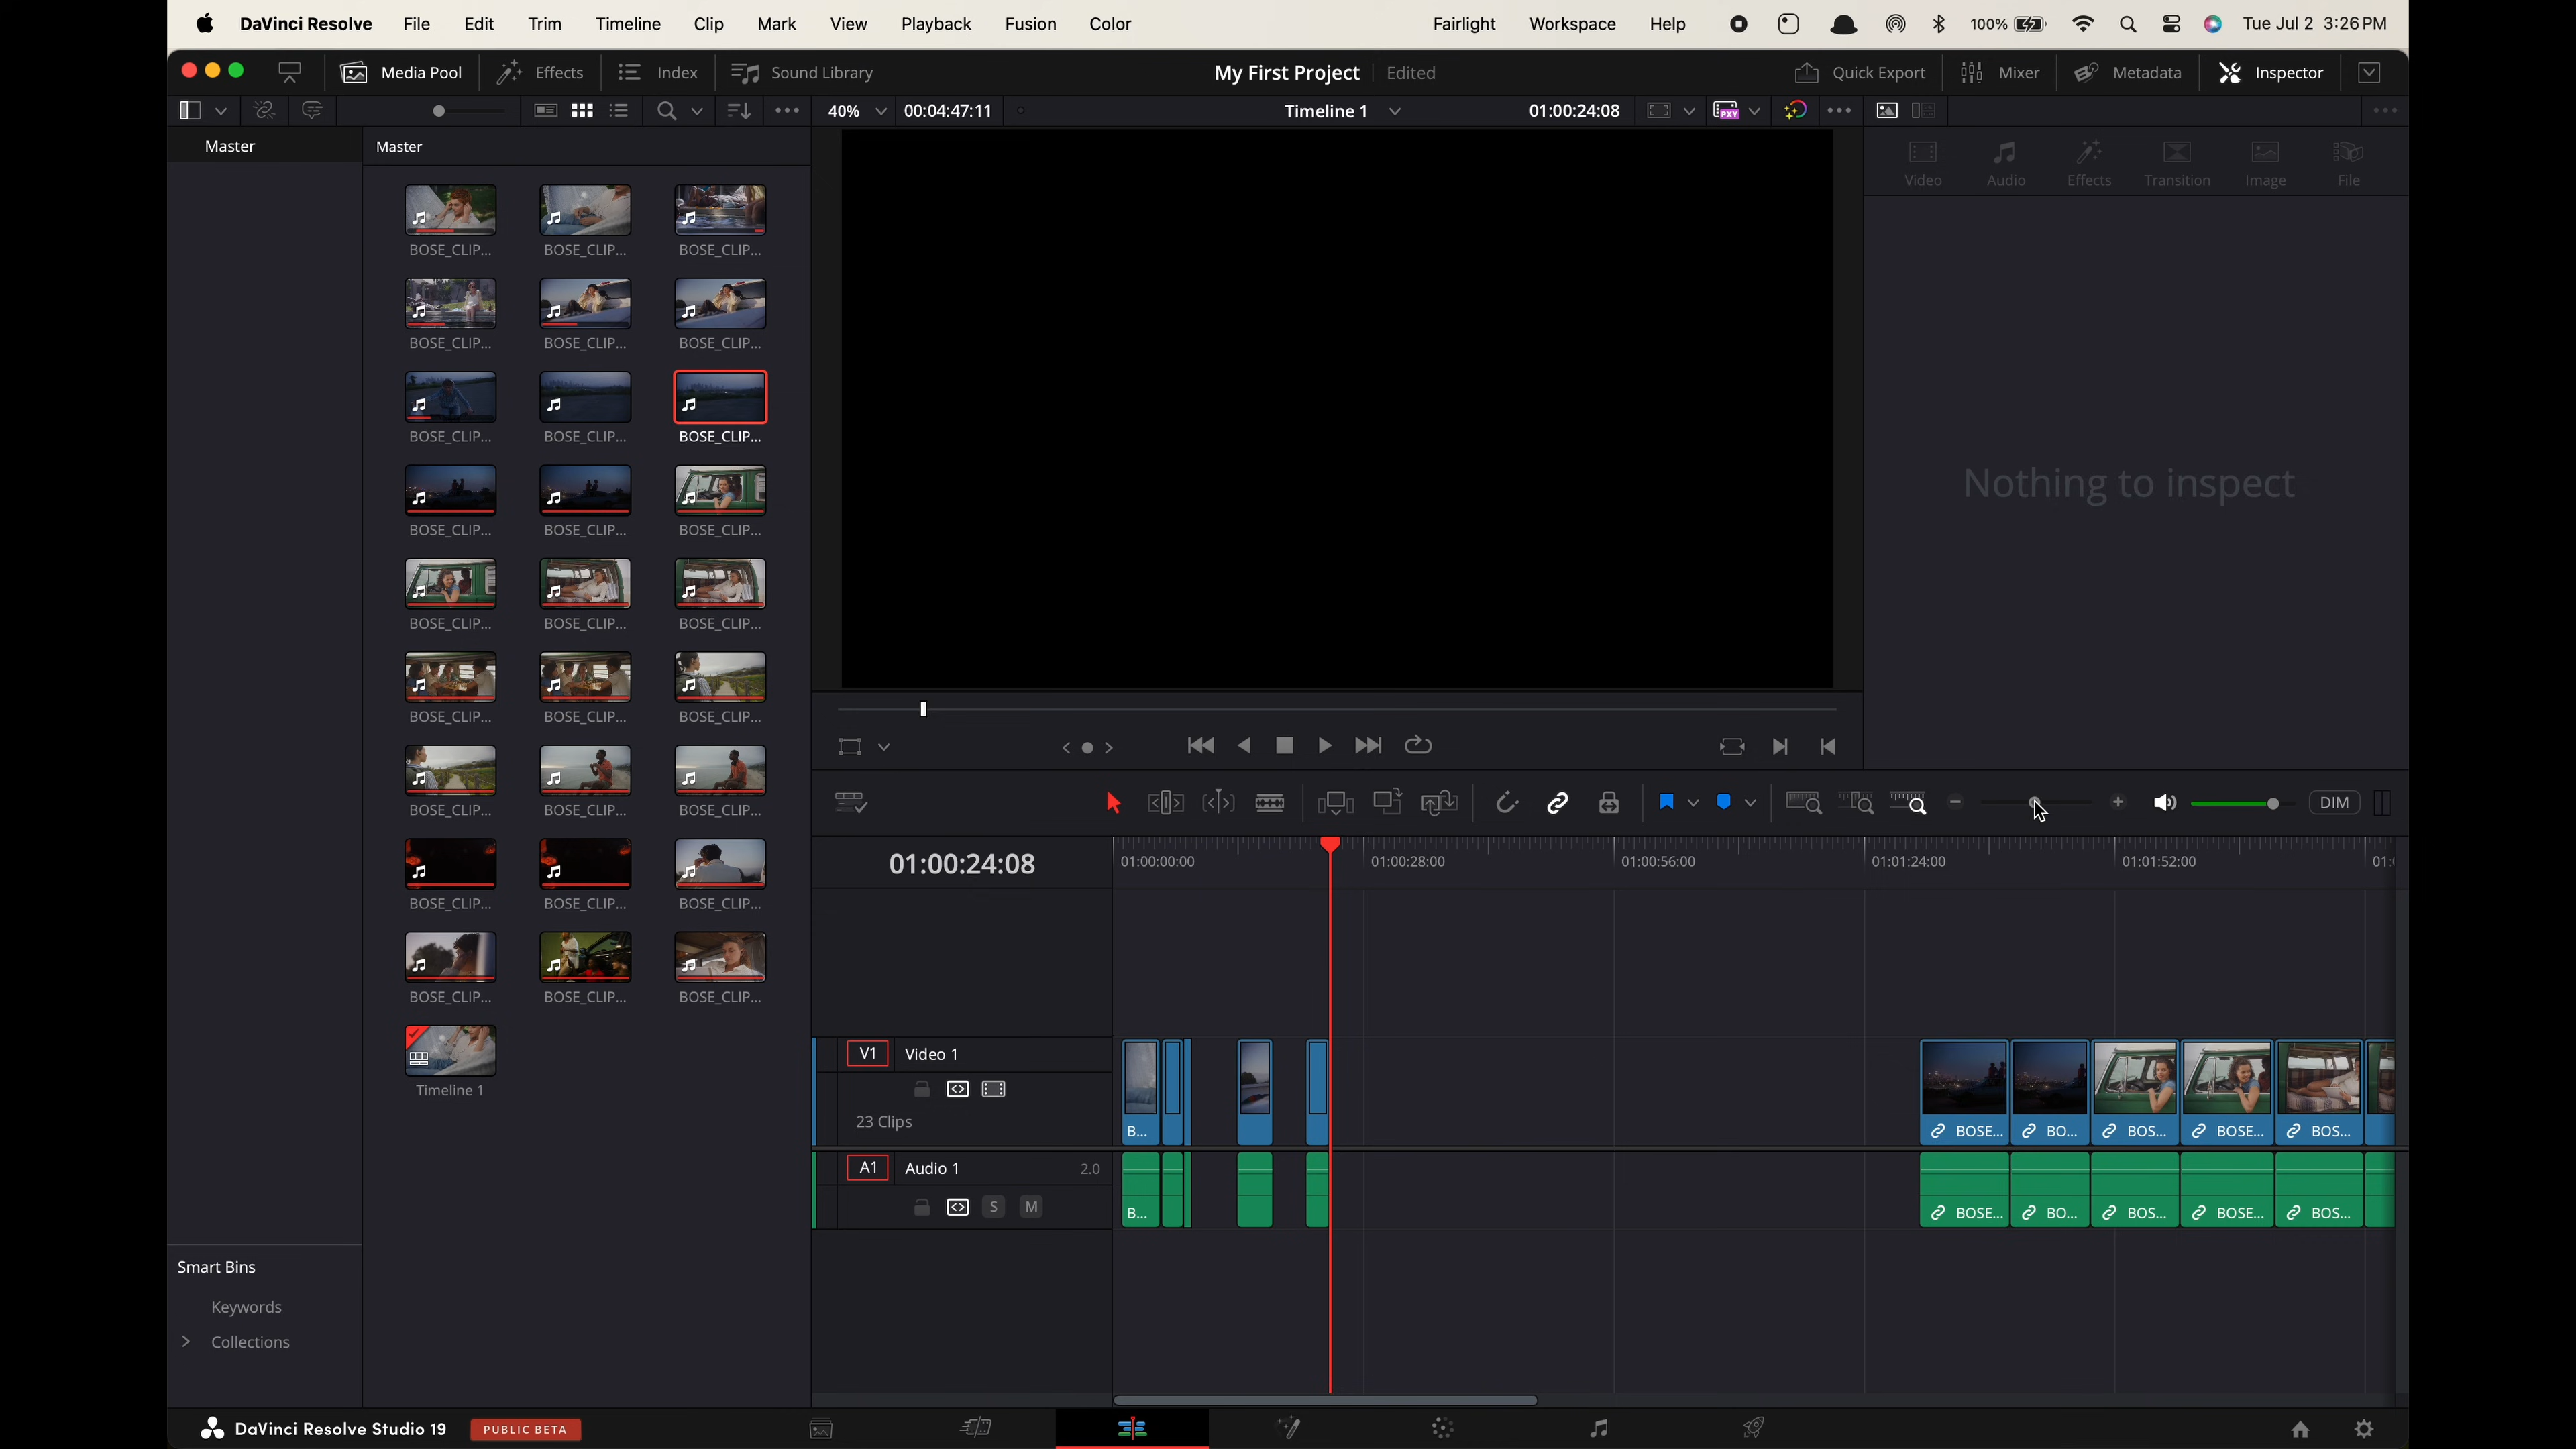 DaVinci Resolve File Edit Trim Timeline Clip Mark View Playback Fusion Color Fairlight Workspace Help 100% Tue Jul 2 3:26 PM
Media Pool Effects Index Sound Library My First Project Edited Quick Export Mixer Metadata Inspector
40% 00:04:47:11 Timeline 1 01:00:24:08 PXY
Master Master
Video Audio Effects Transition Image File
BOSE_CLIP... BOSE_CLIP... BOSE_CLIP...
BOSE_CLIP... BOSE_CLIP... BOSE_CLIP...
BOSE_CLIP... BOSE_CLIP... BOSE_CLIP...
Nothing to inspect
BOSE_CLIP... BOSE_CLIP... BOSE_CLIP...
BOSE_CLIP... BOSE_CLIP... BOSE_CLIP...
BOSE_CLIP... BOSE_CLIP... BOSE_CLIP...
BOSE_CLIP... BOSE_CLIP... BOSE_CLIP...
DIM
BOSE_CLIP... BOSE_CLIP... BOSE_CLIP...
01:00:24:08 01:00:00:00 01:00:28:00 01:00:56:00 01:01:24:00 01:01:52:00 01:(
BOSE_CLIP... BOSE_CLIP... BOSE_CLIP...
Timeline 1
V1 Video 1
23 Clips
B... BOSE... BO... BOS... BOSE... BOS...
A1 Audio 1 2.0
S M
B... BOSE... BO... BOS... BOSE... BOS...
Smart Bins
Keywords
Collections
DaVinci Resolve Studio 19 PUBLIC BETA